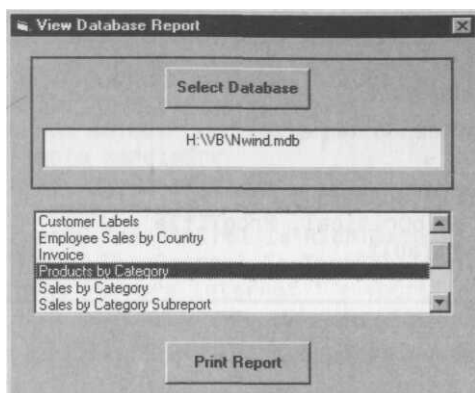 View Database Report
Select Database
H:\VB\Nwind.mdb
Customer Labels
Employee Sales by Country
Invoice
Products by Category
Sales by Category
Sales by Category Subreport
Print Report